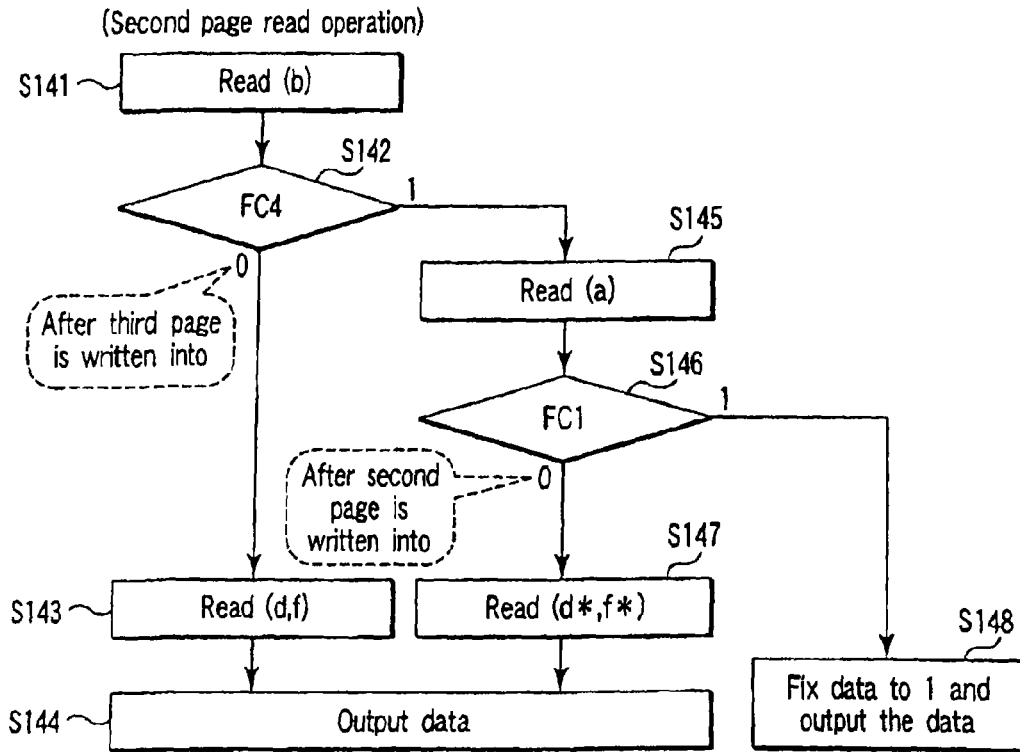 (Second page read operation)
S141
Read (b)
S142
FC4
1
0
After third page
is written into
S145
Read (a)
S146
FC1
1
0
After second
page is
written into
S143
Read (d,f)
S147
Read (d*,f*)
S148
Fix data to 1 and
output the data
S144
Output data